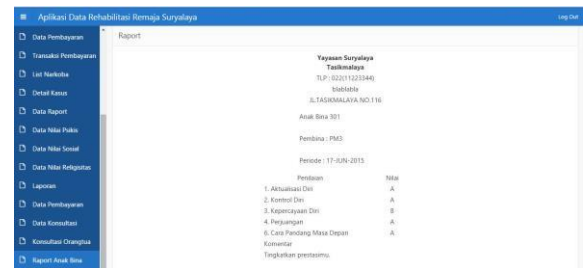 Aplikasi Data Rehabilitasi Remaja Suryalaya
Log Out
Data Pembayaran
Transaksi Pembayaran
List Narkoba
Detail Kasus
Data Raport
Data Nilai Psikis
Data Nilai Sosial
Data Nilai Religisitas
Laporan
Data Pembayaran
Data Konsultasi
Konsultasi Orangtua
Raport Anak Bina
Raport
Yayasan Suryalaya
Tasikmalaya
TLP : 022(11223344)
blablabla
JL.TASIKMALAYA NO.116
Anak Bina 301
Pembina : PM3
Periode : 17-JUN-2015
Penilaian Nilai
1. Aktualisasi Diri A
2. Kontrol Diri A
3. Kepercayaan Diri B
4. Perjuangan A
6. Cara Pandang Masa Depan A
Komentar
Tingkatkan prestasimu